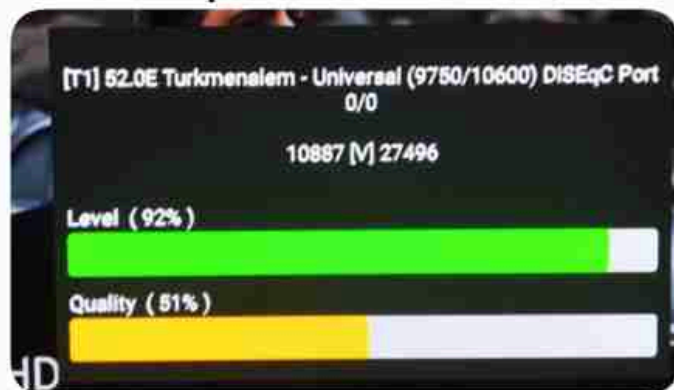 [T1] 52.0E Turkmenalem - Universal (9750/10600) DISEqC Port
0/0
10887 [V] 27496
Level ( 92% )
Quality ( 51% )
HD